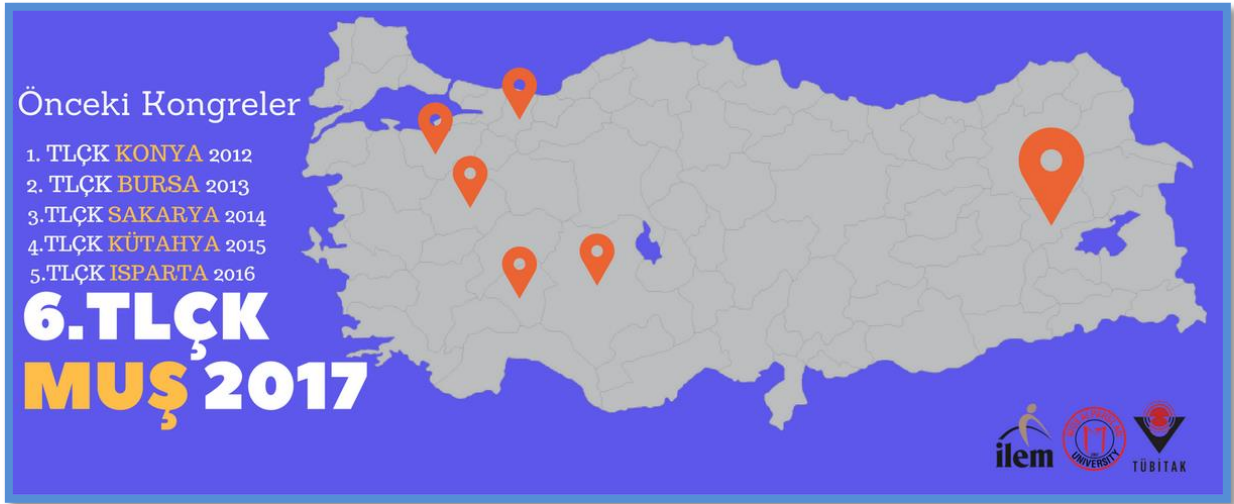 Önceki Kongreler
1. TLÇK KONYA 2012
2. TLÇK BURSA 2013
3.TLÇK SAKARYA 2014
4.TLÇK KÜTAHYA 2015
5.TLÇK ISPARTA 2016
6.TLÇK
MUŞ 2017
ilem
UNIVERSITY
TÜBİTAK